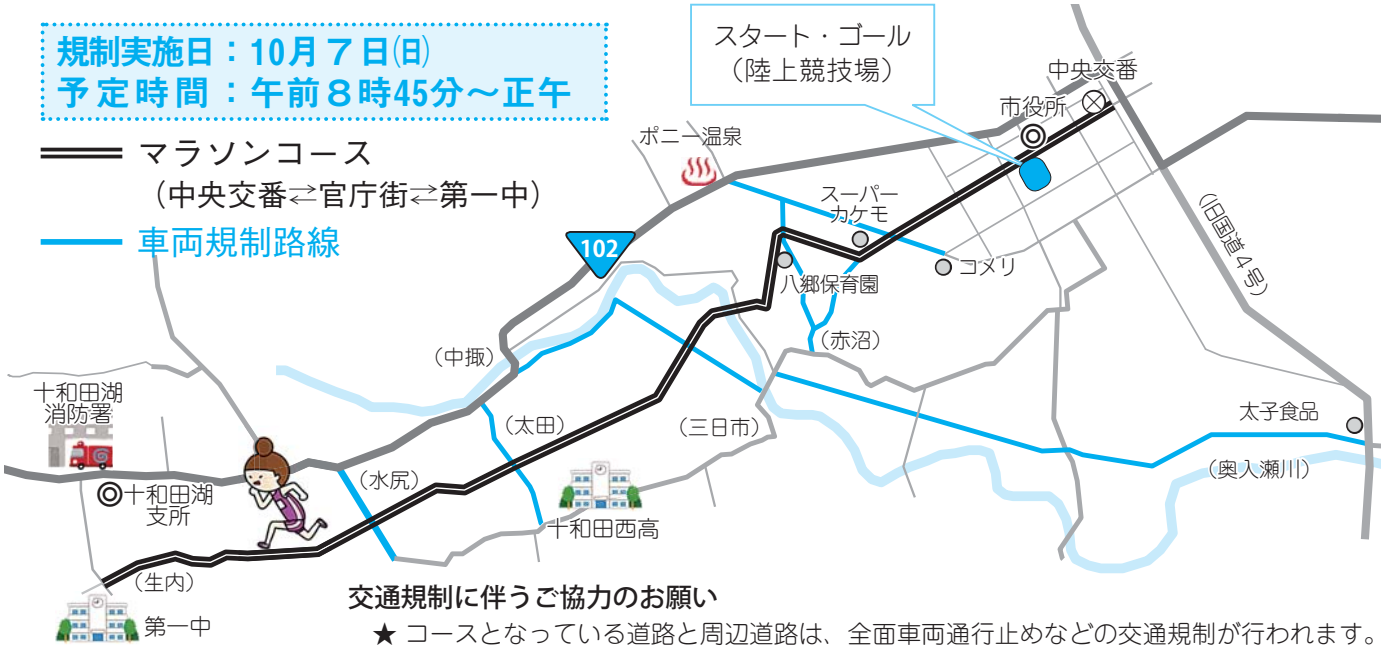 規制実施日：10月７日(日)
予定時間：午前８時45分～正午
マラソンコース
（中央交番⇄官庁街⇄第一中）
車両規制路線
スタート・ゴール
（陸上競技場）
中央交番
市役所
ポニー温泉
スーパー
カケモ
102
コメリ
八郷保育園
（旧国道４号）
（赤沼）
（中掫）
十和田湖
消防署
（太田）
（三日市）
太子食品
（水尻）
（奥入瀬川）
十和田湖
支所
十和田西高
（生内）
第一中
交通規制に伴うご協力のお願い
★ コースとなっている道路と周辺道路は、全面車両通行止めなどの交通規制が行われます。